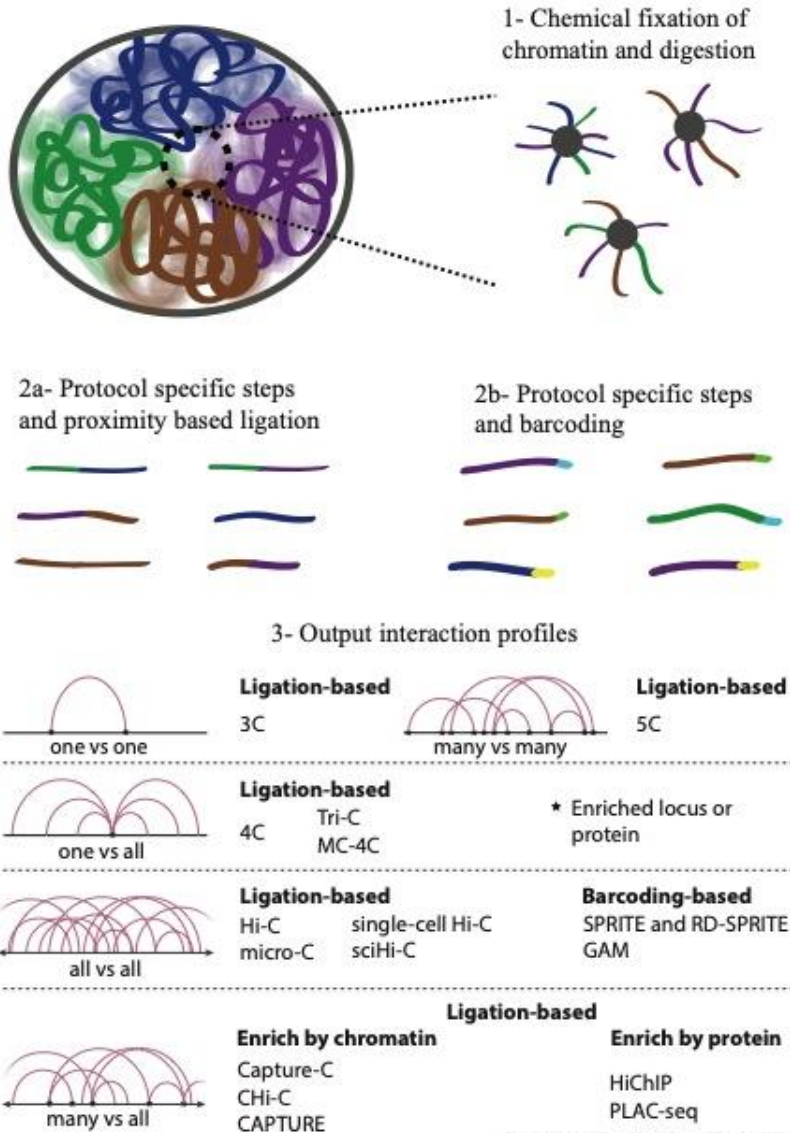 1- Chemical fixation of
chromatin and digestion
2a- Protocol specific steps
and proximity based ligation
2b- Protocol specific steps
and barcoding
3- Output interaction profiles
one vs one
Ligation-based
3C
many vs many
Ligation-based
5C
one vs all
Ligation-based
4C
Tri-C
MC-4C
★ Enriched locus or
protein
all vs all
Ligation-based
Hi-C single-cell Hi-C
micro-C sciHi-C
Barcoding-based
SPRITE and RD-SPRITE
GAM
many vs all
Ligation-based
Enrich by chromatin
Capture-C
CHi-C
CAPTURE
Enrich by protein
HiChIP
PLAC-seq